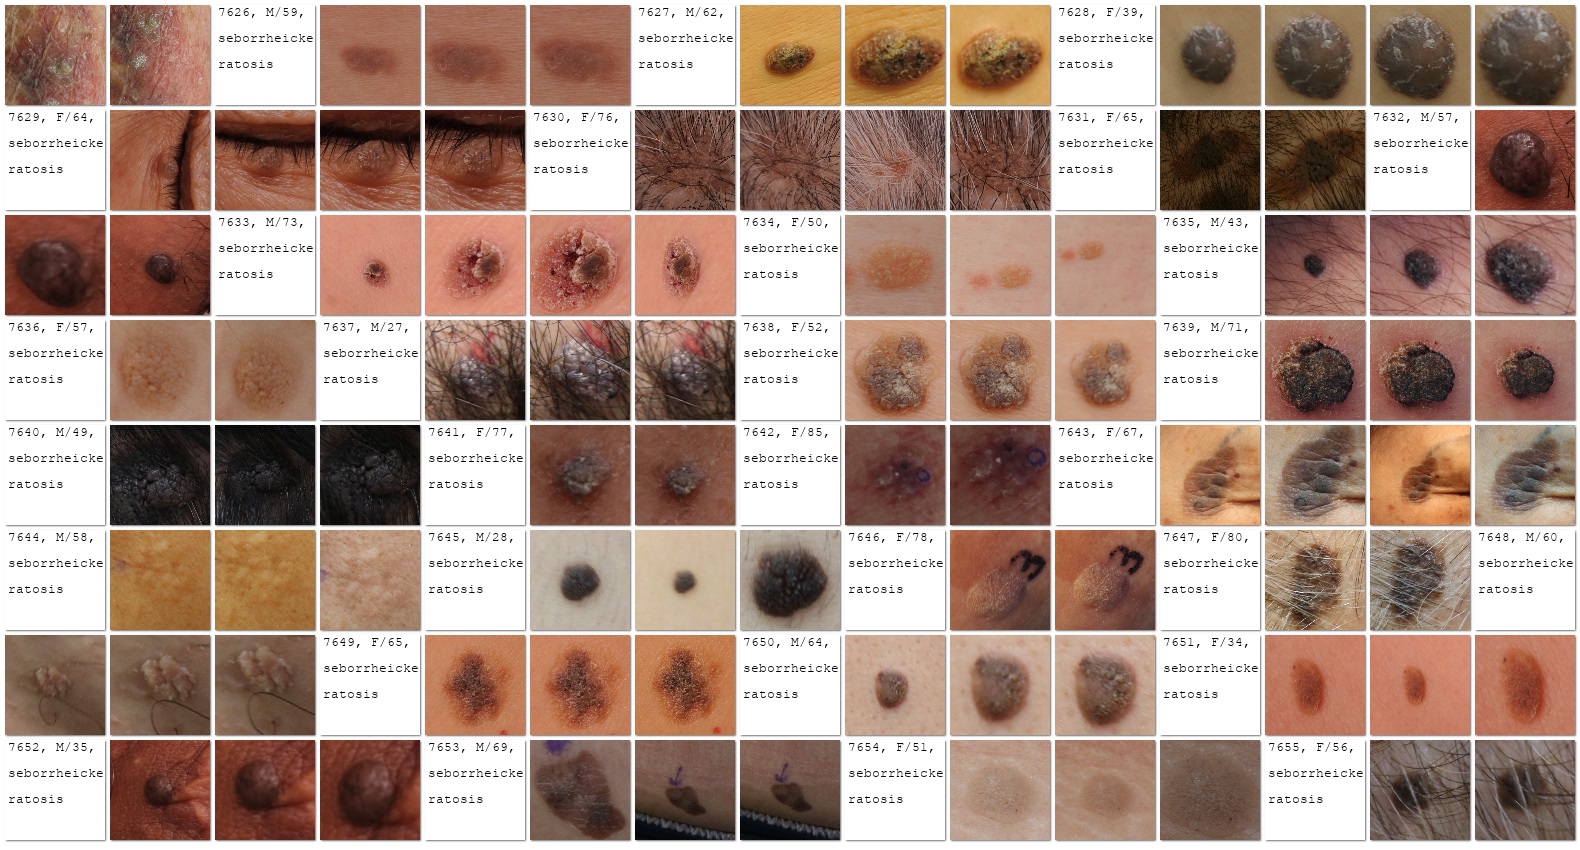 7626, M/59,
seborrheicke
ratosis
7627, M/62,
seborrheicke
ratosis
7628, F/39,
seborrheicke
ratosis
7629, F/64,
seborrheicke
ratosis
7630, F/76,
seborrheicke
ratosis
7631, F/65,
seborrheicke
ratosis
7632, M/57,
seborrheicke
ratosis
7633, M/73,
seborrheicke
ratosis
7634, F/50,
seborrheicke
ratosis
7635, M/43,
seborrheicke
ratosis
7636, F/57,
seborrheicke
ratosis
7637, M/27,
seborrheicke
ratosis
7638, F/52,
seborrheicke
ratosis
7639, M/71,
seborrheicke
ratosis
7640, M/49,
seborrheicke
ratosis
7641, F/77,
seborrheicke
ratosis
7642, F/85,
seborrheicke
ratosis
7643, F/67,
seborrheicke
ratosis
7644, M/58,
seborrheicke
ratosis
7645, M/28,
seborrheicke
ratosis
7646, F/78,
seborrheicke
ratosis
3
3
7647, F/80,
seborrheicke
ratosis
7648, M/60,
seborrheicke
ratosis
7649, F/65,
seborrheicke
ratosis
7650, M/64,
seborrheicke
ratosis
7651, F/34,
seborrheicke
ratosis
7652, M/35,
seborrheicke
ratosis
7653, M/69,
seborrheicke
ratosis
7654, F/51,
seborrheicke
ratosis
7655, F/56,
seborrheicke
ratosis